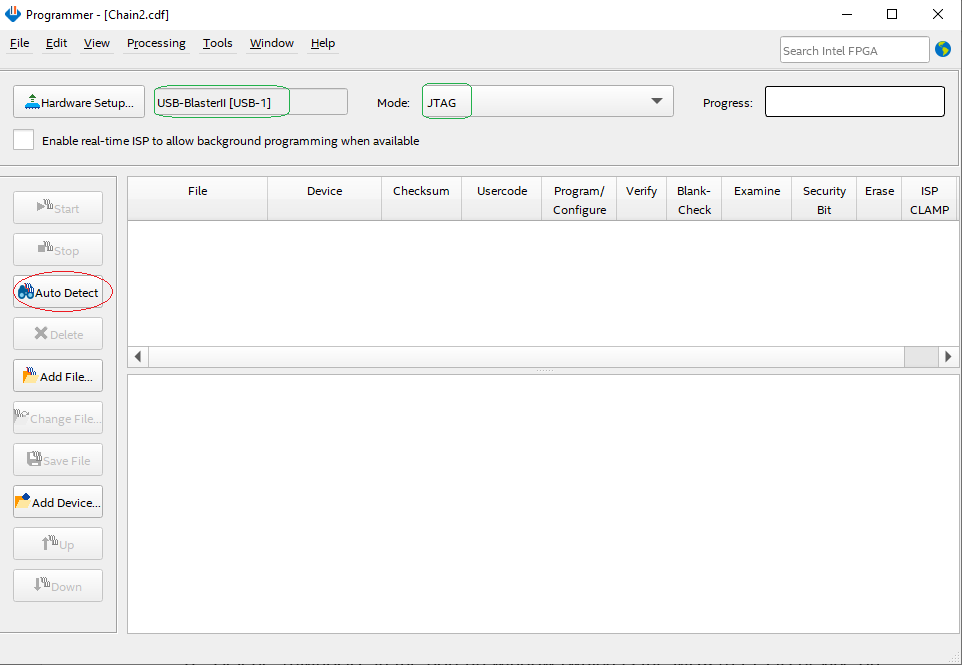 Programmer - [Chain2.cdf]
File Edit View Processing Tools Window Help
Search Intel FPGA
Hardware Setup... USB-BlasterII [USB-1] Mode: JTAG Progress:
Enable real-time ISP to allow background programming when available
File Device Checksum Usercode Program/ Configure Verify Blank- Check Examine Security Bit Erase ISP CLAMP
Start
Stop
Auto Detect
Delete
Add File...
Change File...
Save File
Add Device...
Up
Down